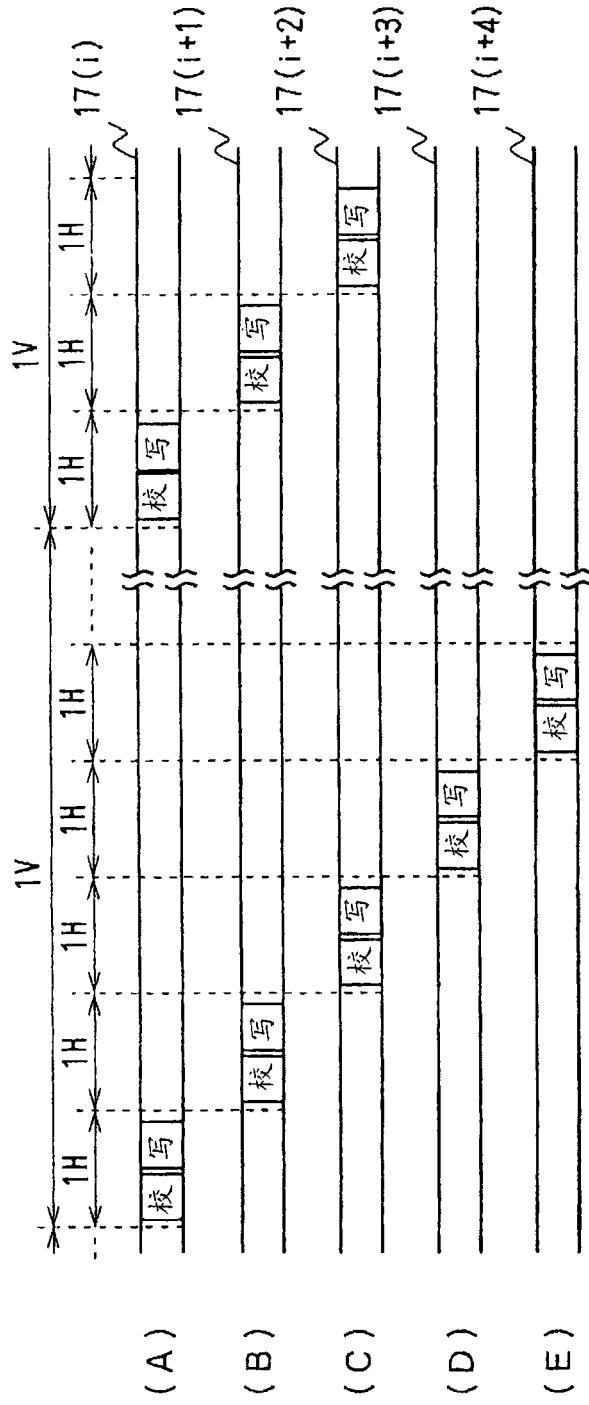 1V 1V
1H 1H 1H 1H 1H 1H 1H 1H
17(i)
(A) 校 写 校 写
17(i+1)
(B) 校 写 校 写
17(i+2)
(C) 校 写 校 写
17(i+3)
(D) 校 写
17(i+4)
(E) 校 写